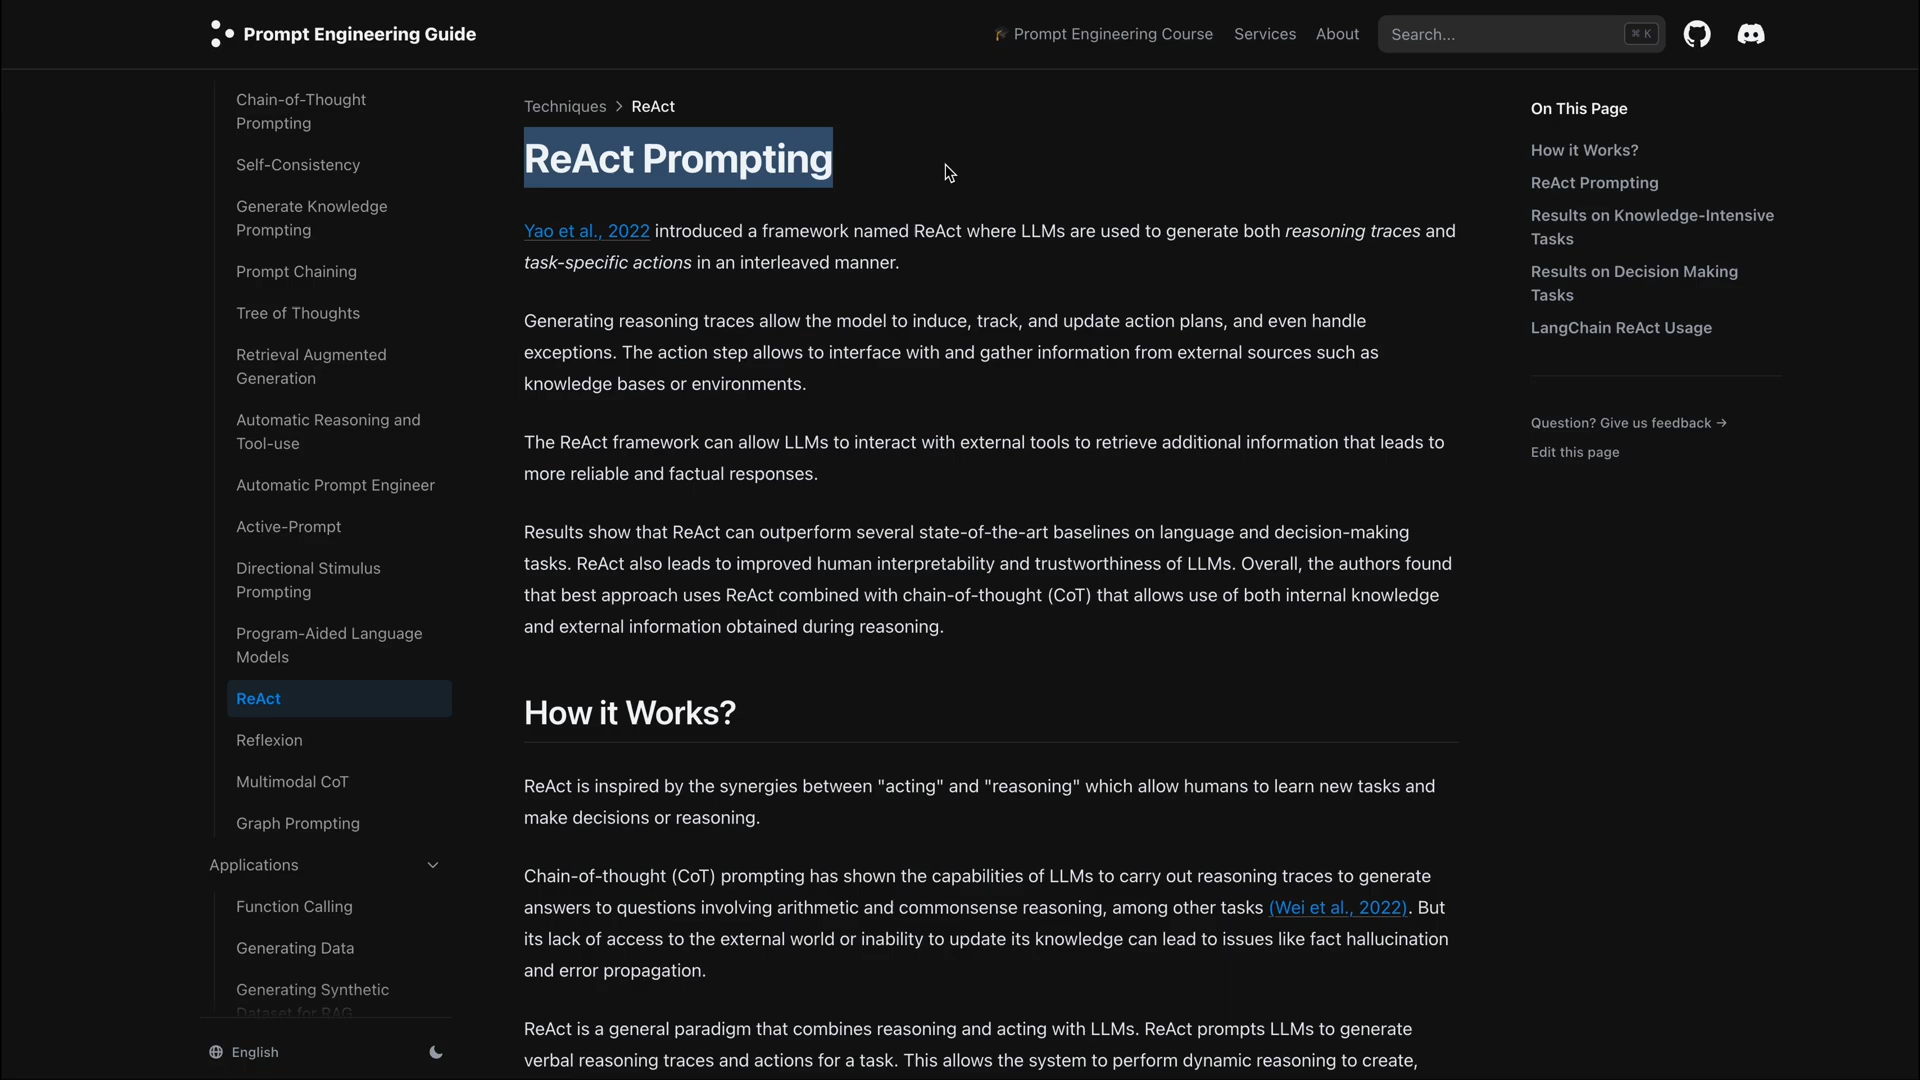 Prompt Engineering Guide
Prompt Engineering Course
Services
About
Search...
⌘ K
Chain-of-Thought
Prompting
Self-Consistency
Generate Knowledge
Prompting
Prompt Chaining
Tree of Thoughts
Retrieval Augmented
Generation
Automatic Reasoning and
Tool-use
Automatic Prompt Engineer
Active-Prompt
Directional Stimulus
Prompting
Program-Aided Language
Models
ReAct
Reflexion
Multimodal CoT
Graph Prompting
Applications
Function Calling
Generating Data
Generating Synthetic
Dataset for RAG
English
Techniques > ReAct
ReAct Prompting
Yao et al., 2022 introduced a framework named ReAct where LLMs are used to generate both reasoning traces and
task-specific actions in an interleaved manner.
Generating reasoning traces allow the model to induce, track, and update action plans, and even handle
exceptions. The action step allows to interface with and gather information from external sources such as
knowledge bases or environments.
The ReAct framework can allow LLMs to interact with external tools to retrieve additional information that leads to
more reliable and factual responses.
Results show that ReAct can outperform several state-of-the-art baselines on language and decision-making
tasks. ReAct also leads to improved human interpretability and trustworthiness of LLMs. Overall, the authors found
that best approach uses ReAct combined with chain-of-thought (CoT) that allows use of both internal knowledge
and external information obtained during reasoning.
How it Works?
ReAct is inspired by the synergies between "acting" and "reasoning" which allow humans to learn new tasks and
make decisions or reasoning.
Chain-of-thought (CoT) prompting has shown the capabilities of LLMs to carry out reasoning traces to generate
answers to questions involving arithmetic and commonsense reasoning, among other tasks (Wei et al., 2022). But
its lack of access to the external world or inability to update its knowledge can lead to issues like fact hallucination
and error propagation.
ReAct is a general paradigm that combines reasoning and acting with LLMs. ReAct prompts LLMs to generate
verbal reasoning traces and actions for a task. This allows the system to perform dynamic reasoning to create,
On This Page
How it Works?
ReAct Prompting
Results on Knowledge-Intensive
Tasks
Results on Decision Making
Tasks
LangChain ReAct Usage
Question? Give us feedback →
Edit this page